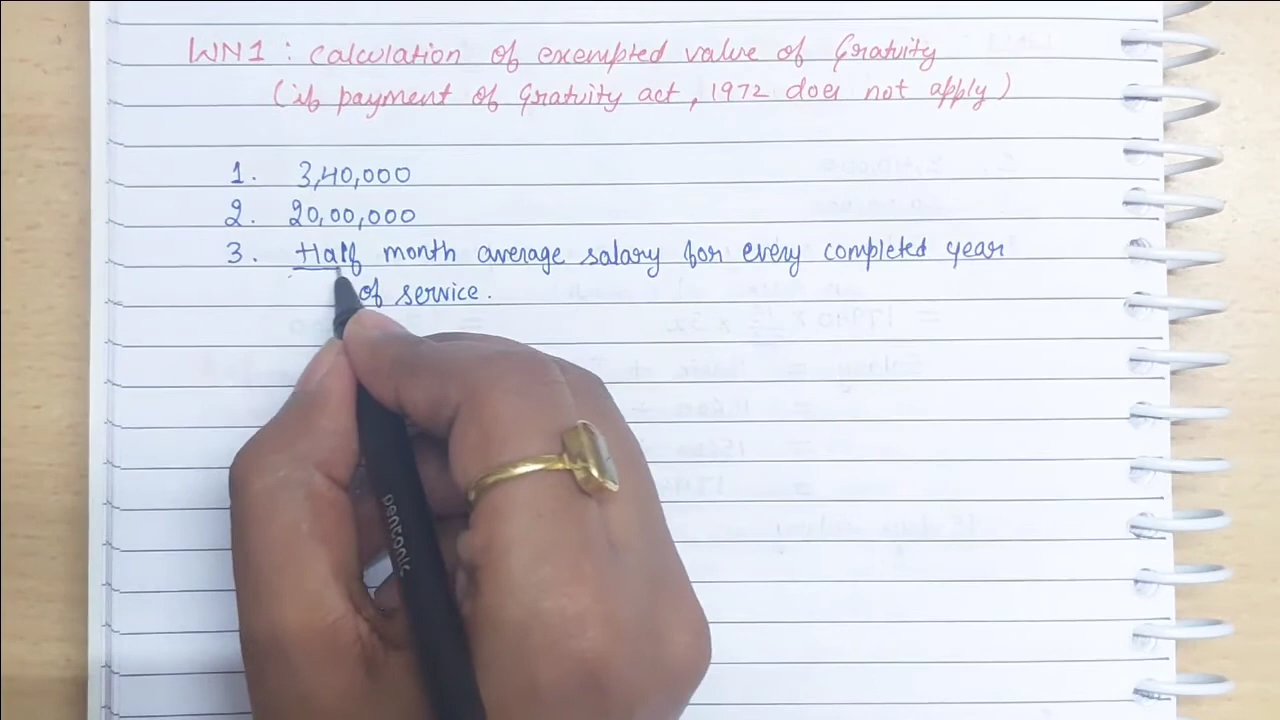 WN1 : Calculation of exempted value of Gratuity
(if payment of Gratuity act, 1972 does not apply)
1. 3,40,000
2. 20,00,000
3. Half month average salary for every completed year
of service.
pentonic